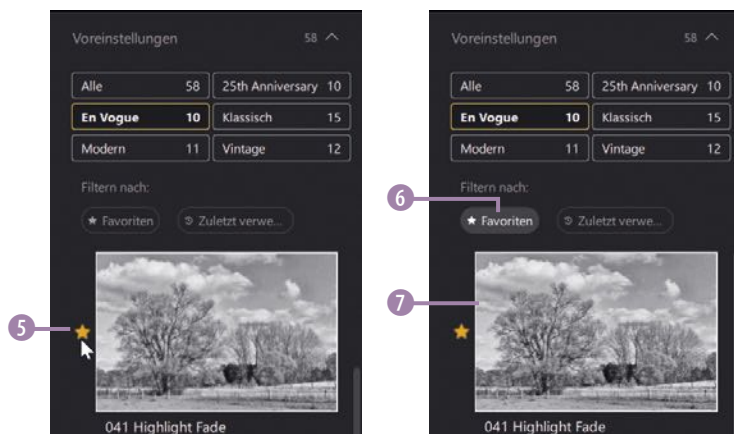 Voreinstellungen 58
Alle 58 25th Anniversary 10
En Vogue 10 Klassisch 15
Modern 11 Vintage 12
Filtern nach:
Favoriten Zuletzt verwe...
5
041 Highlight Fade
Voreinstellungen 58
Alle 58 25th Anniversary 10
En Vogue 10 Klassisch 15
Modern 11 Vintage 12
Filtern nach:
6
Favoriten Zuletzt verwe...
7
041 Highlight Fade